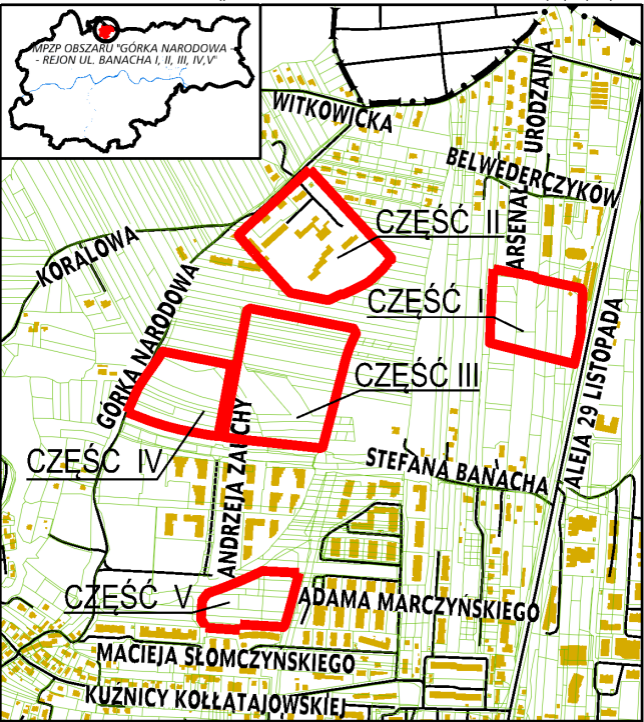 MPZP OBSZARU "GÓRKA NARODOWA -
- REJON UL. BANACHA I, II, III, IV,V"
WITKOWICKA
URODZAJNA
BELWEDERCZYKÓW
ARSENAŁ
CZĘŚĆ II
KORALOWA
CZĘŚĆ I
GÓRKA NARODOWA
ALEJA 29 LISTOPADA
CZĘŚĆ III
CZĘŚĆ IV
STEFANA BANACHA
ANDRZEJA ZAUCHY
CZĘŚĆ V
ADAMA MARCZYŃSKIEGO
MACIEJA SŁOMCZYNSKIEGO
KUŹNICY KOŁŁĄTAJOWSKIEJ